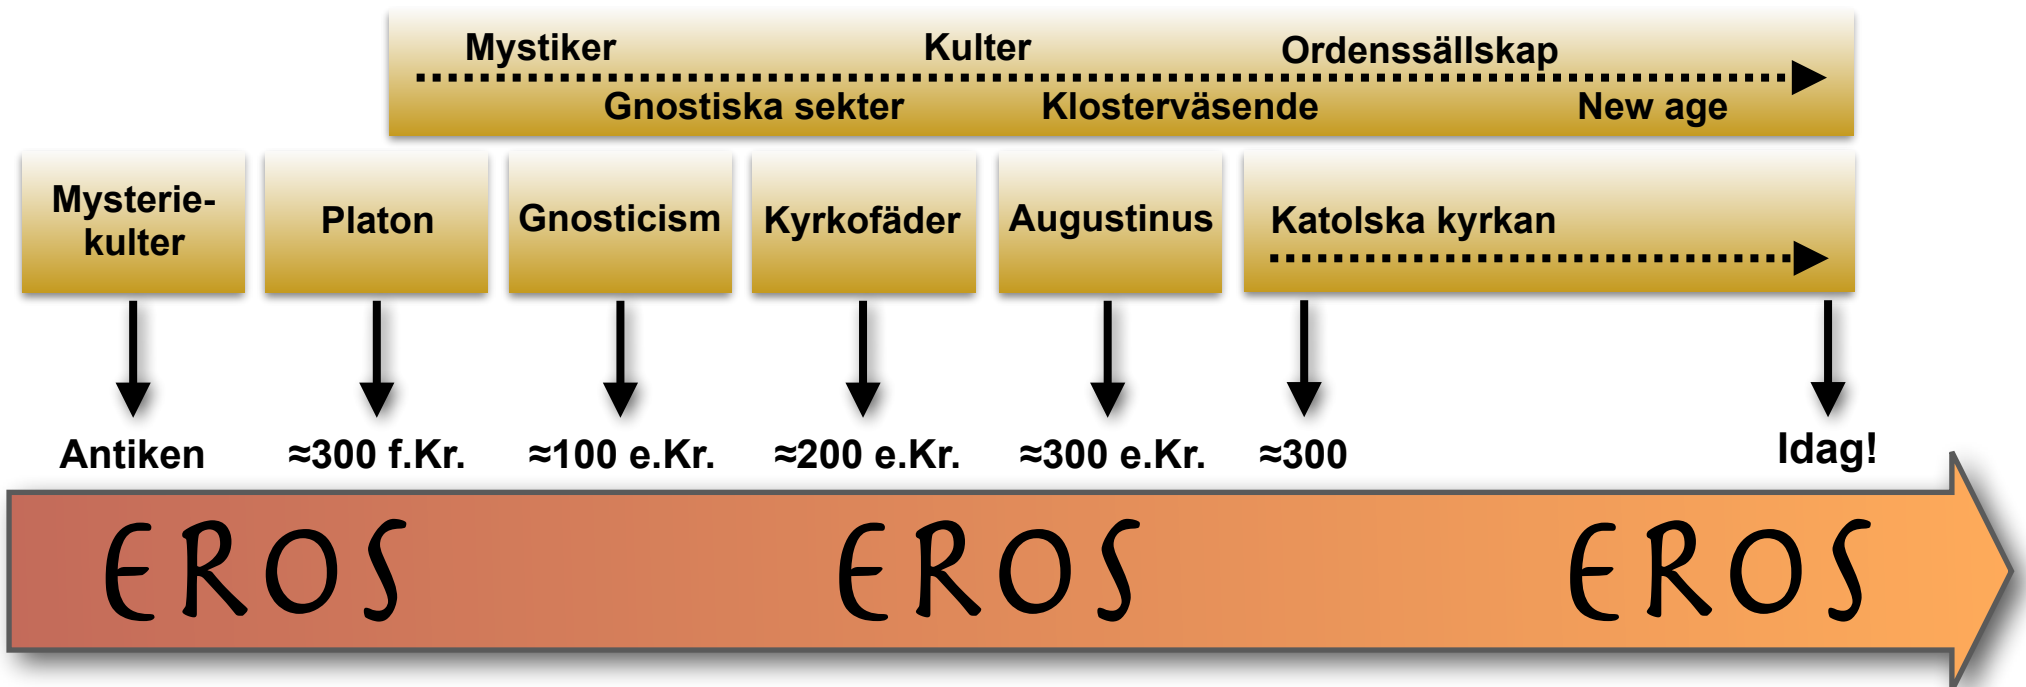 Mystiker Kulter Ordenssällskap
Gnostiska sekter Klosterväsende New age
Mysterie-
kulter
Platon
Gnosticism
Kyrkofäder
Augustinus
Katolska kyrkan
Antiken ≈300 f.Kr. ≈100 e.Kr. ≈200 e.Kr. ≈300 e.Kr. ≈300 Idag!
EROS EROS EROS